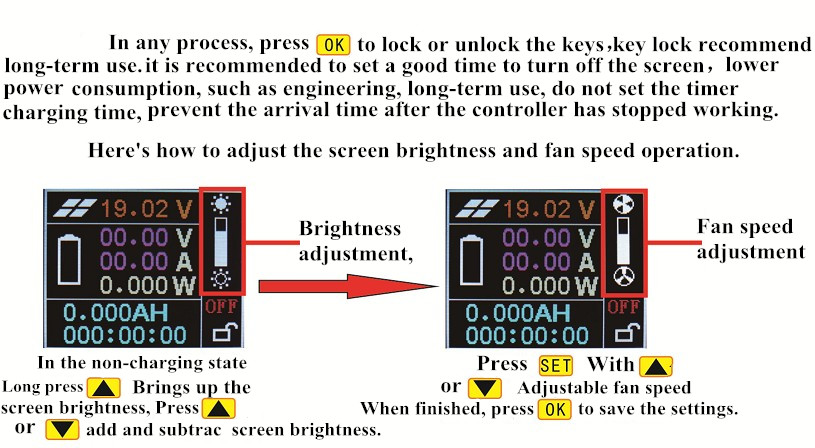 In any process, press OK to lock or unlock the keys,key lock recommend
long-term use.it is recommended to set a good time to turn off the screen, lower
power consumption, such as engineering, long-term use, do not set the timer
charging time, prevent the arrival time after the controller has stopped working.
Here's how to adjust the screen brightness and fan speed operation.
19.02 V
00.00 V
00.00 A
0.000 W
0.000AH
000:00:00
OFF
Brightness
adjustment,
19.02 V
00.00 V
00.00 A
0.000 W
0.000AH
000:00:00
OFF
Fan speed
adjustment
In the non-charging state
Long press ▲ Brings up the
screen brightness, Press ▲
or ▼ add and subtrac screen brightness.
Press SET With ▲
or ▼ Adjustable fan speed
When finished, press OK to save the settings.